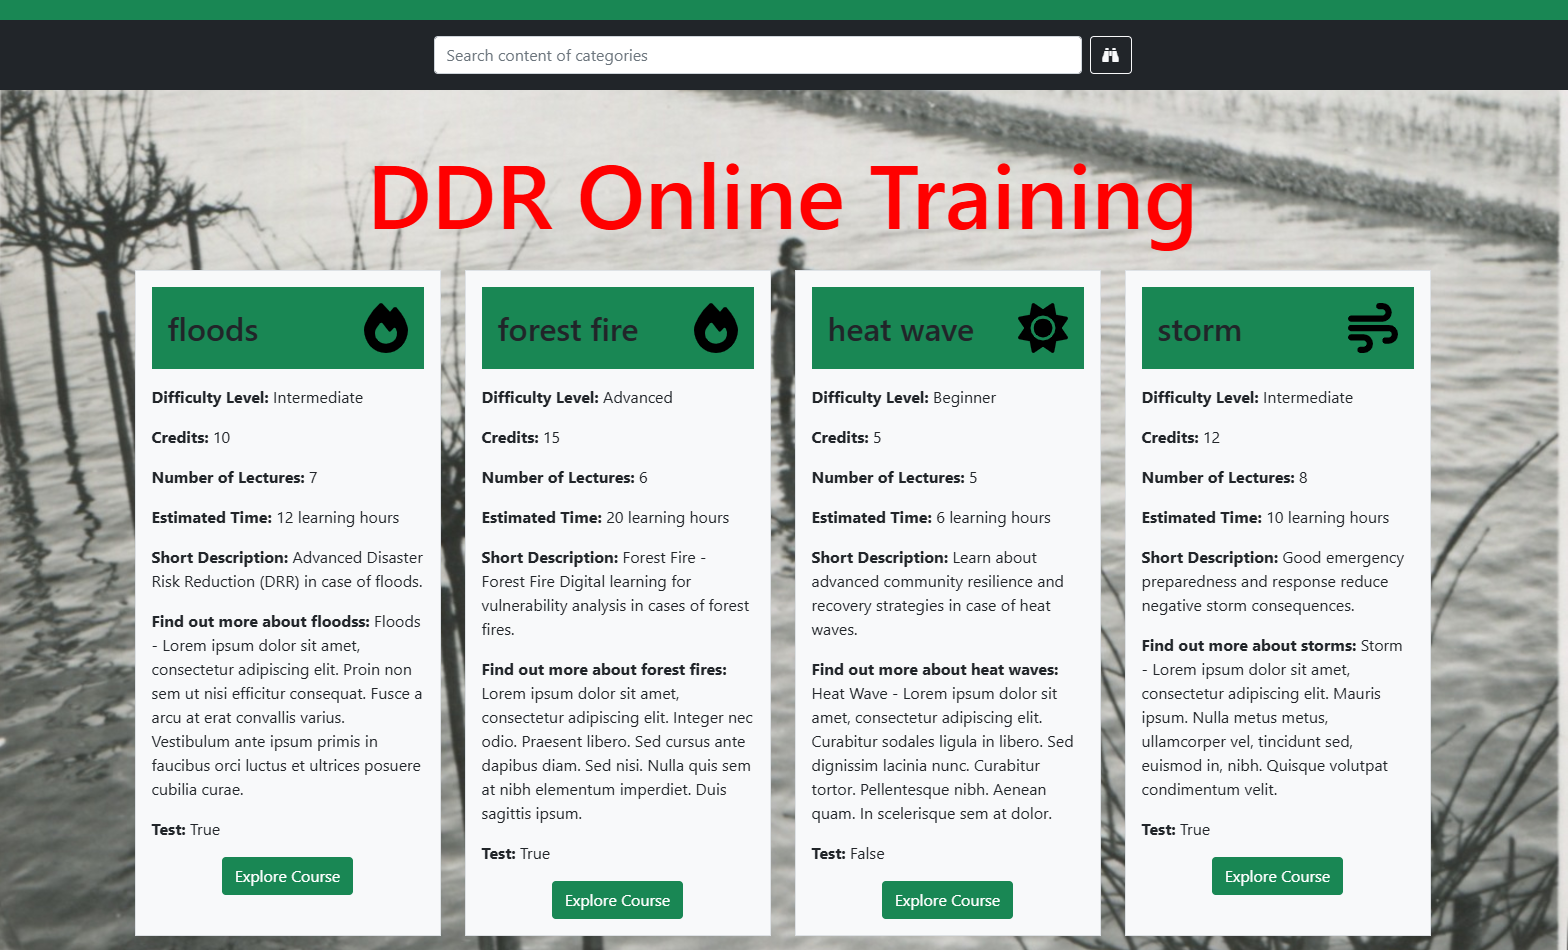 Search content of categories
DDR Online Training
floods
Difficulty Level: Intermediate
Credits: 10
Number of Lectures: 7
Estimated Time: 12 learning hours
Short Description: Advanced Disaster
Risk Reduction (DRR) in case of floods.
Find out more about floodss: Floods
- Lorem ipsum dolor sit amet,
consectetur adipiscing elit. Proin non
sem ut nisi efficitur consequat. Fusce a
arcu at erat convallis varius.
Vestibulum ante ipsum primis in
faucibus orci luctus et ultrices posuere
cubilia curae.
Test: True
Explore Course
forest fire
Difficulty Level: Advanced
Credits: 15
Number of Lectures: 6
Estimated Time: 20 learning hours
Short Description: Forest Fire -
Forest Fire Digital learning for
vulnerability analysis in cases of forest
fires.
Find out more about forest fires:
Lorem ipsum dolor sit amet,
consectetur adipiscing elit. Integer nec
odio. Praesent libero. Sed cursus ante
dapibus diam. Sed nisi. Nulla quis sem
at nibh elementum imperdiet. Duis
sagittis ipsum.
Test: True
Explore Course
heat wave
Difficulty Level: Beginner
Credits: 5
Number of Lectures: 5
Estimated Time: 6 learning hours
Short Description: Learn about
advanced community resilience and
recovery strategies in case of heat
waves.
Find out more about heat waves:
Heat Wave - Lorem ipsum dolor sit
amet, consectetur adipiscing elit.
Curabitur sodales ligula in libero. Sed
dignissim lacinia nunc. Curabitur
tortor. Pellentesque nibh. Aenean
quam. In scelerisque sem at dolor.
Test: False
Explore Course
storm
Difficulty Level: Intermediate
Credits: 12
Number of Lectures: 8
Estimated Time: 10 learning hours
Short Description: Good emergency
preparedness and response reduce
negative storm consequences.
Find out more about storms: Storm
- Lorem ipsum dolor sit amet,
consectetur adipiscing elit. Mauris
ipsum. Nulla metus metus,
ullamcorper vel, tincidunt sed,
euismod in, nibh. Quisque volutpat
condimentum velit.
Test: True
Explore Course